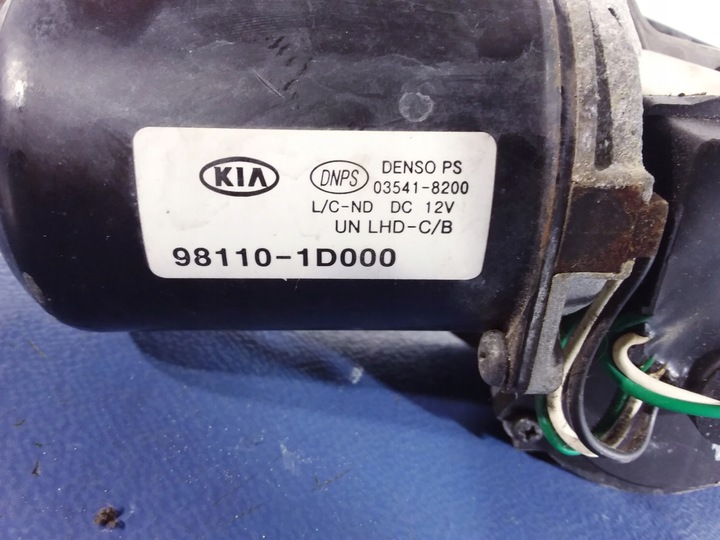 KIA
DNPS
DENSO PS
03541-8200
L/C-ND DC 12V
UN LHD-C/B
98110-1D000